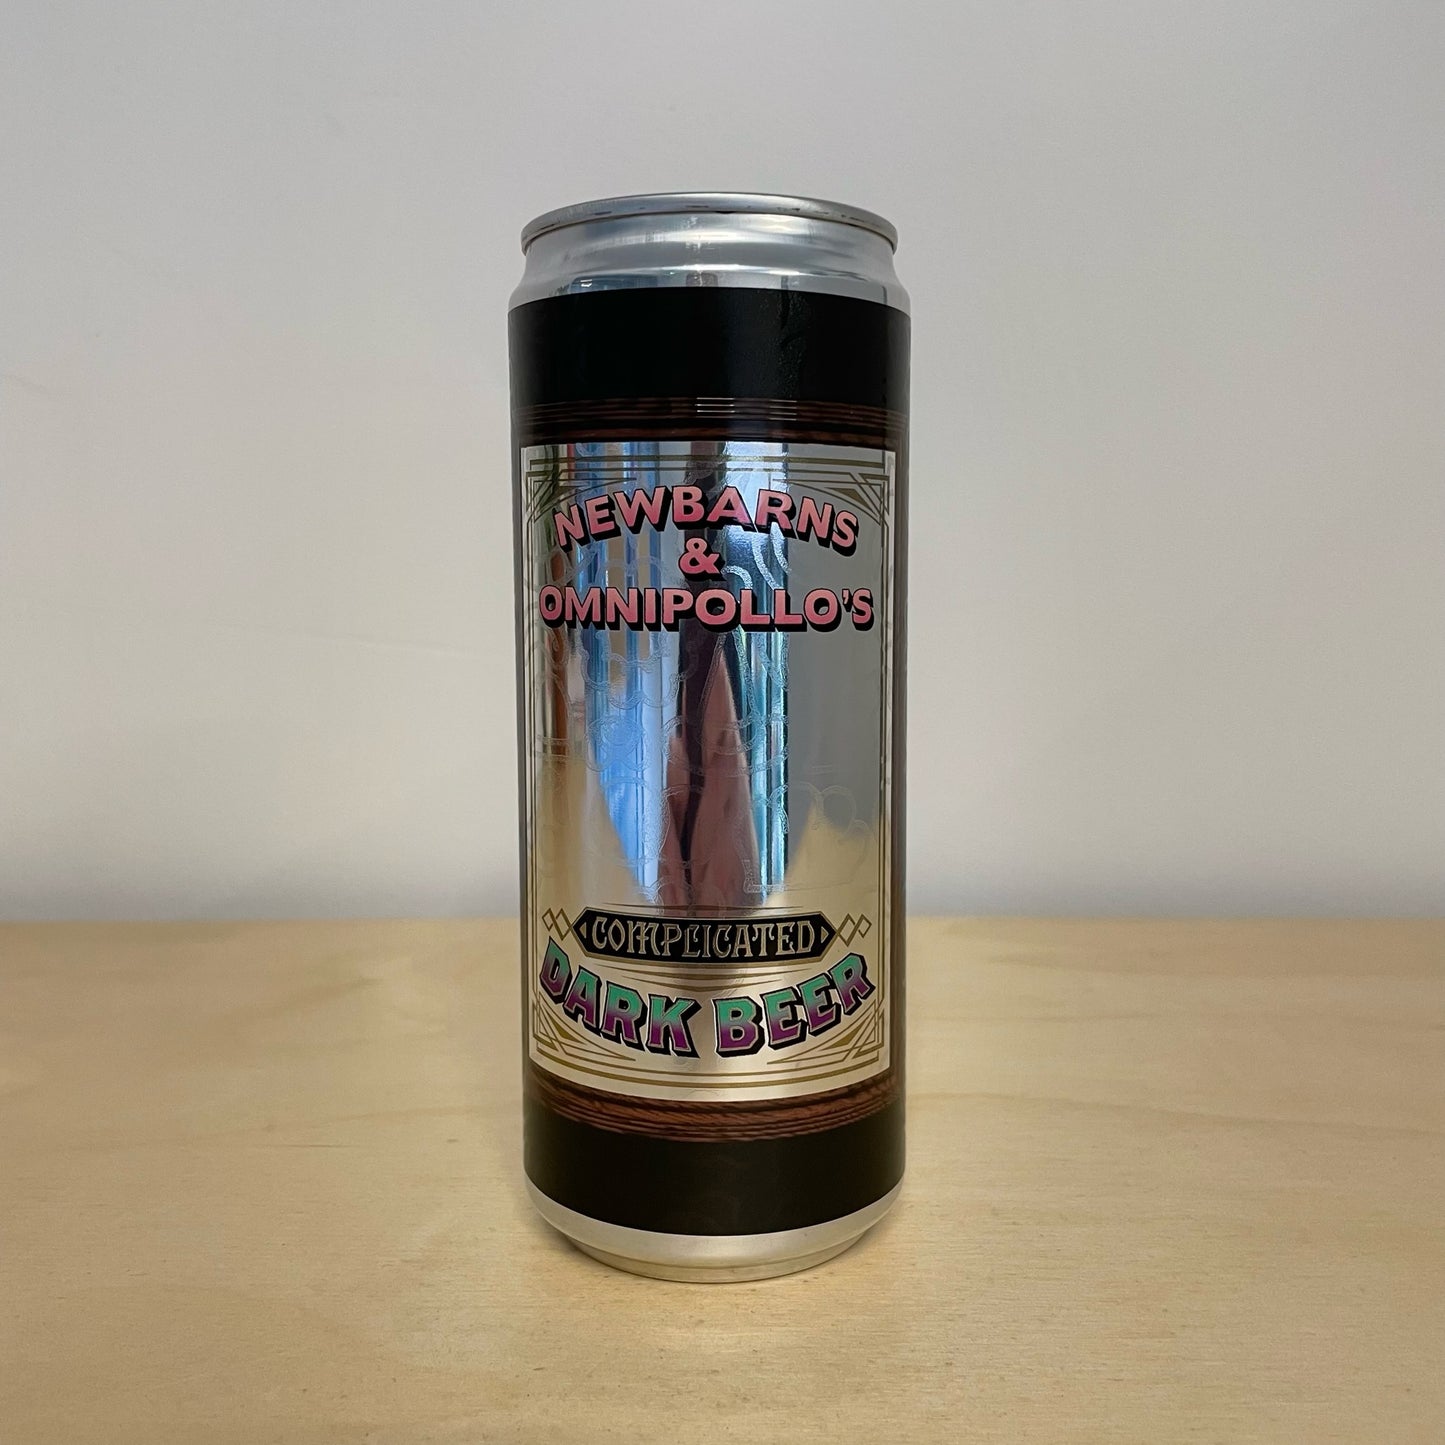 NEWBARNS
&
OMNIPOLLO'S
COMPLICATED
DARK BEER